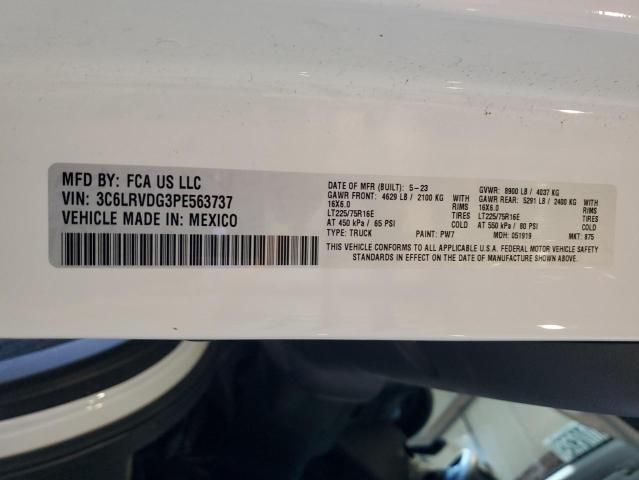 MFD BY: FCA US LLC
VIN: 3C6LRVDG3PE563737
VEHICLE MADE IN: MEXICO
DATE OF MFR (BUILT): 5-23 GVWR: 8900 LB / 4037 KG
GAWR FRONT: 4629 LB / 2100 KG WITH GAWR REAR: 5291 LB / 2400 KG WITH
16X6.0 RIMS 16X6.0 RIMS
LT225/75R16E TIRES LT225/75R16E TIRES
AT 450 kPa / 65 PSI COLD AT 550 kPa / 80 PSI COLD
TYPE: TRUCK PAINT: PW7 MDH: 051919 MKT: 875
THIS VEHICLE CONFORMS TO ALL APPLICABLE U.S.A. FEDERAL MOTOR VEHICLE SAFETY
STANDARDS IN EFFECT ON THE DATE OF MANUFACTURE SHOWN ABOVE.